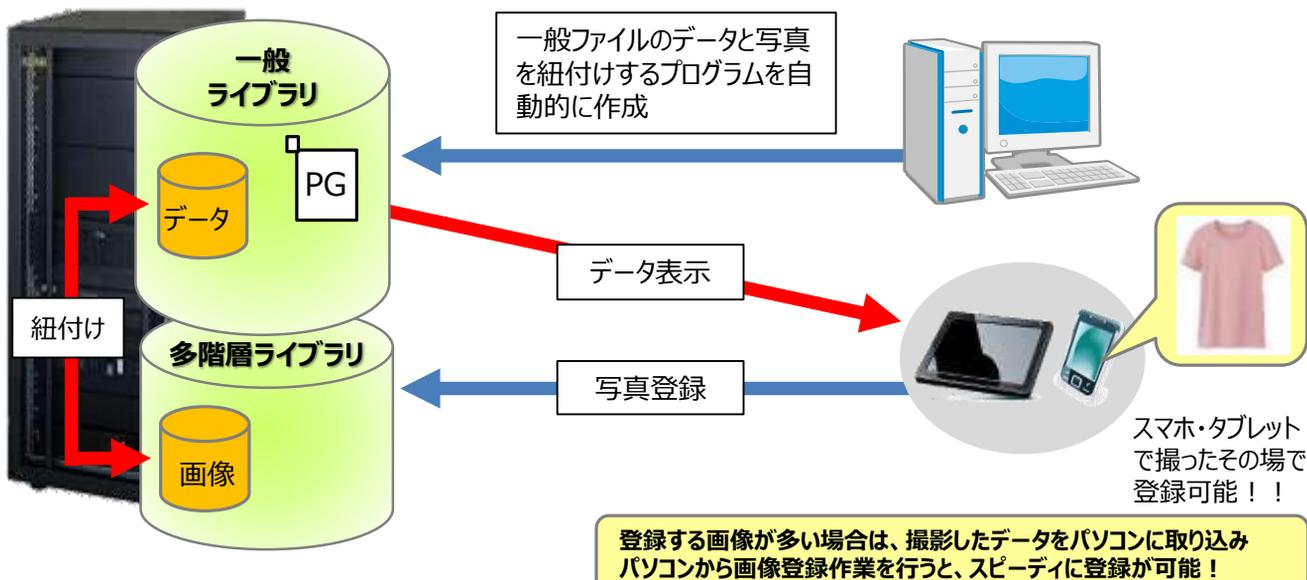 一般
ライブラリ
一般ファイルのデータと写真
を紐付けするプログラムを自
動的に作成
PG
データ
データ表示
紐付け
多階層ライブラリ
写真登録
画像
スマホ・タブレット
で撮ったその場で
登録可能！！
登録する画像が多い場合は、撮影したデータをパソコンに取り込み
パソコンから画像登録作業を行うと、スピーディに登録が可能！